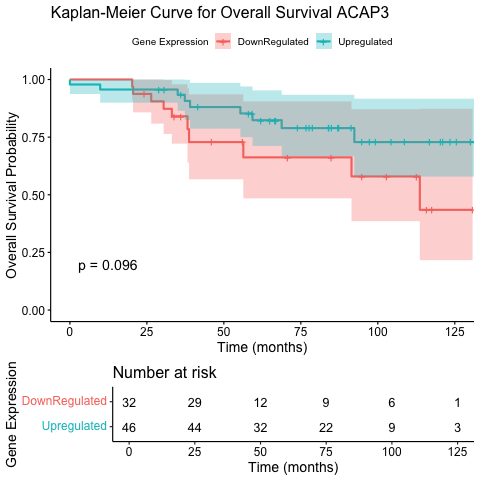 Kaplan-Meier Curve for Overall Survival ACAP3
Gene Expression DownRegulated Upregulated
Overall Survival Probability
1.00
0.75
0.50
0.25
0.00
p = 0.096
0 25 50 75 100 125
Time (months)
Number at risk
Gene Expression
DownRegulated 32 29 12 9 6 1
Upregulated 46 44 32 22 9 3
0 25 50 75 100 125
Time (months)